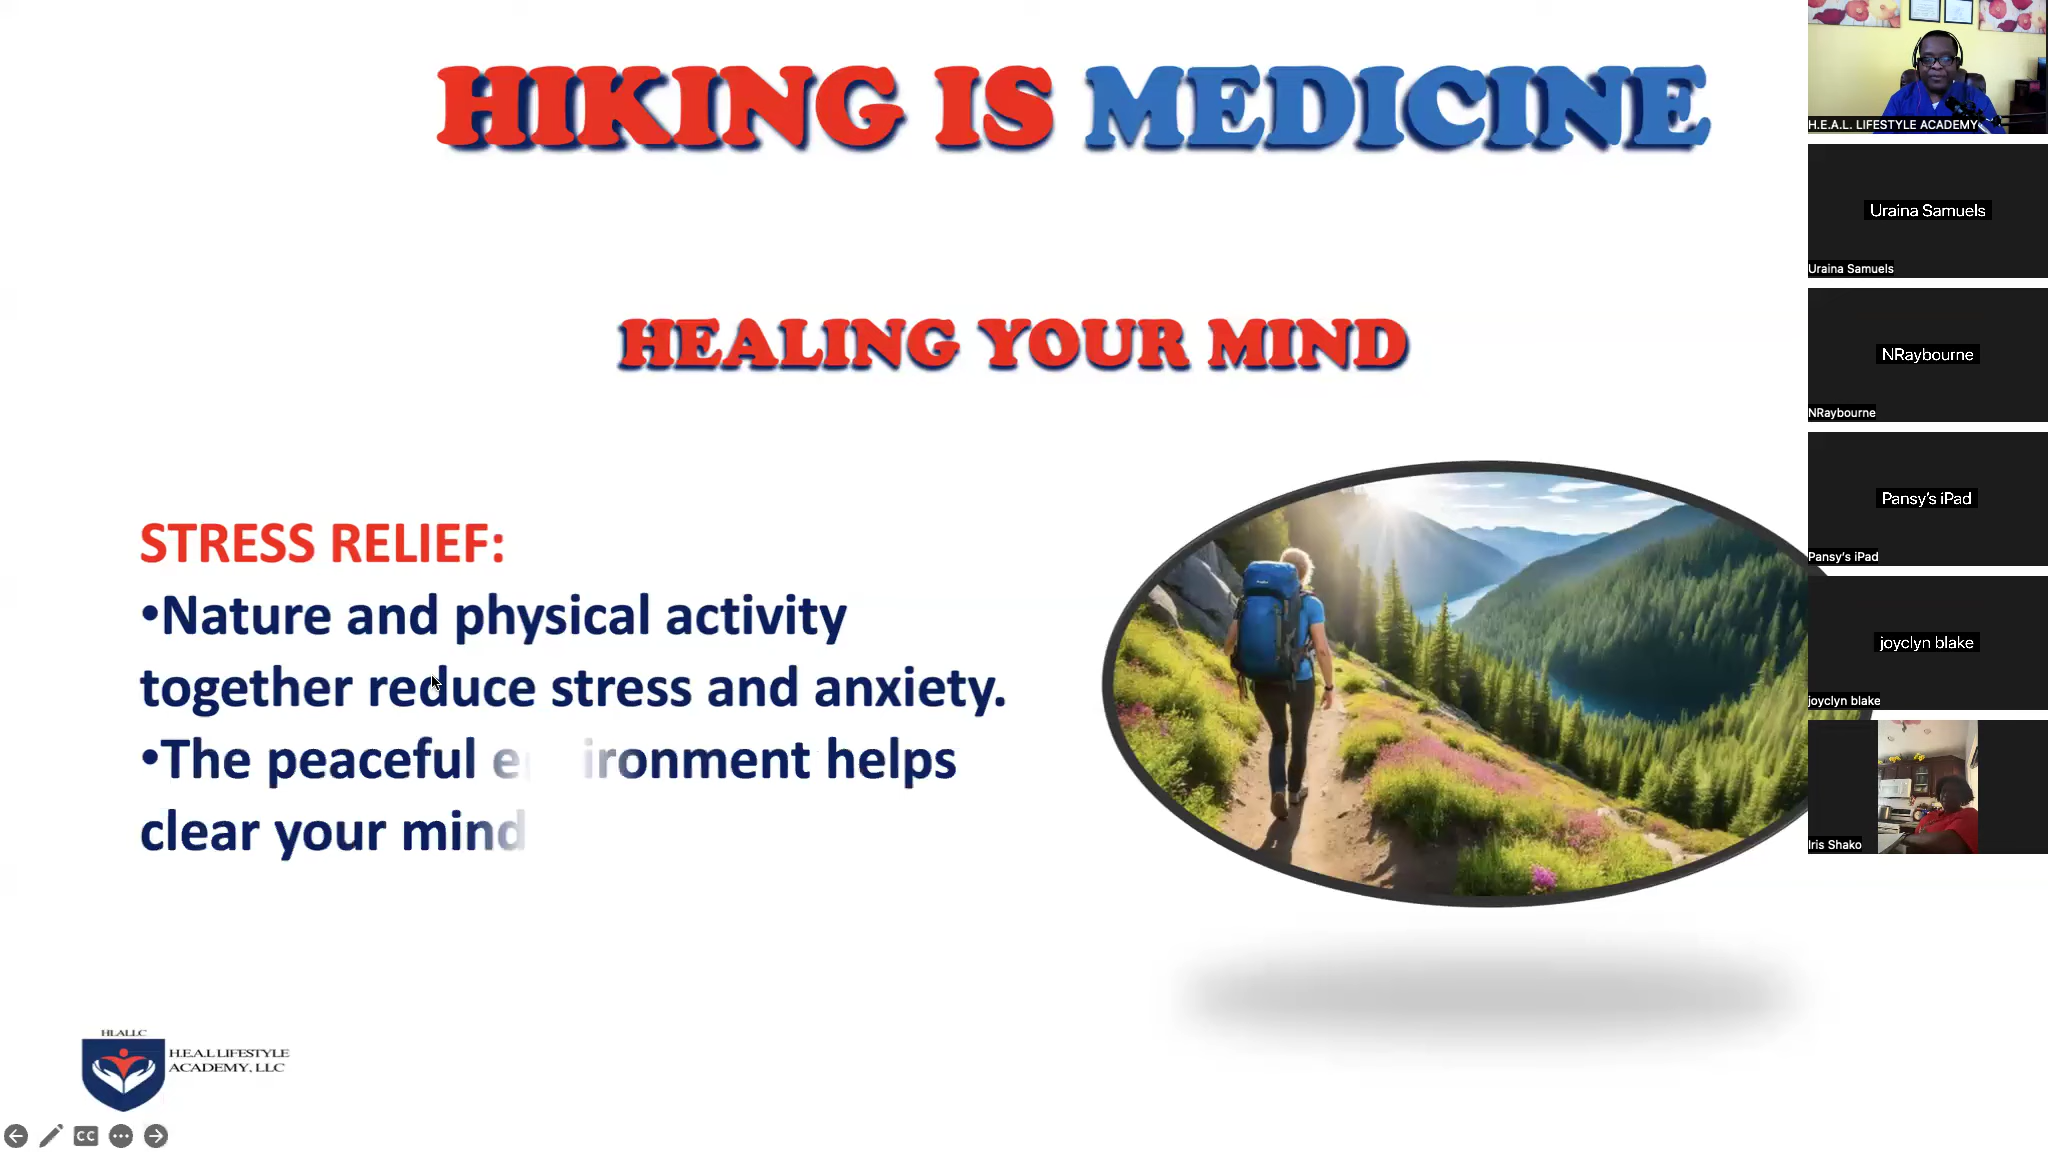 HIKING IS MEDICINE
HEALING YOUR MIND
STRESS RELIEF:
•Nature and physical activity
together reduce stress and anxiety.
•The peaceful environment helps
clear your mind
HLALLC
H.E.A.L LIFESTYLE
ACADEMY, LLC
CC
H.E.A.L. LIFESTYLE ACADEMY
Uraina Samuels
Uraina Samuels
NRaybourne
NRaybourne
Pansy's iPad
Pansy's iPad
joyclyn blake
joyclyn blake
Iris Shako